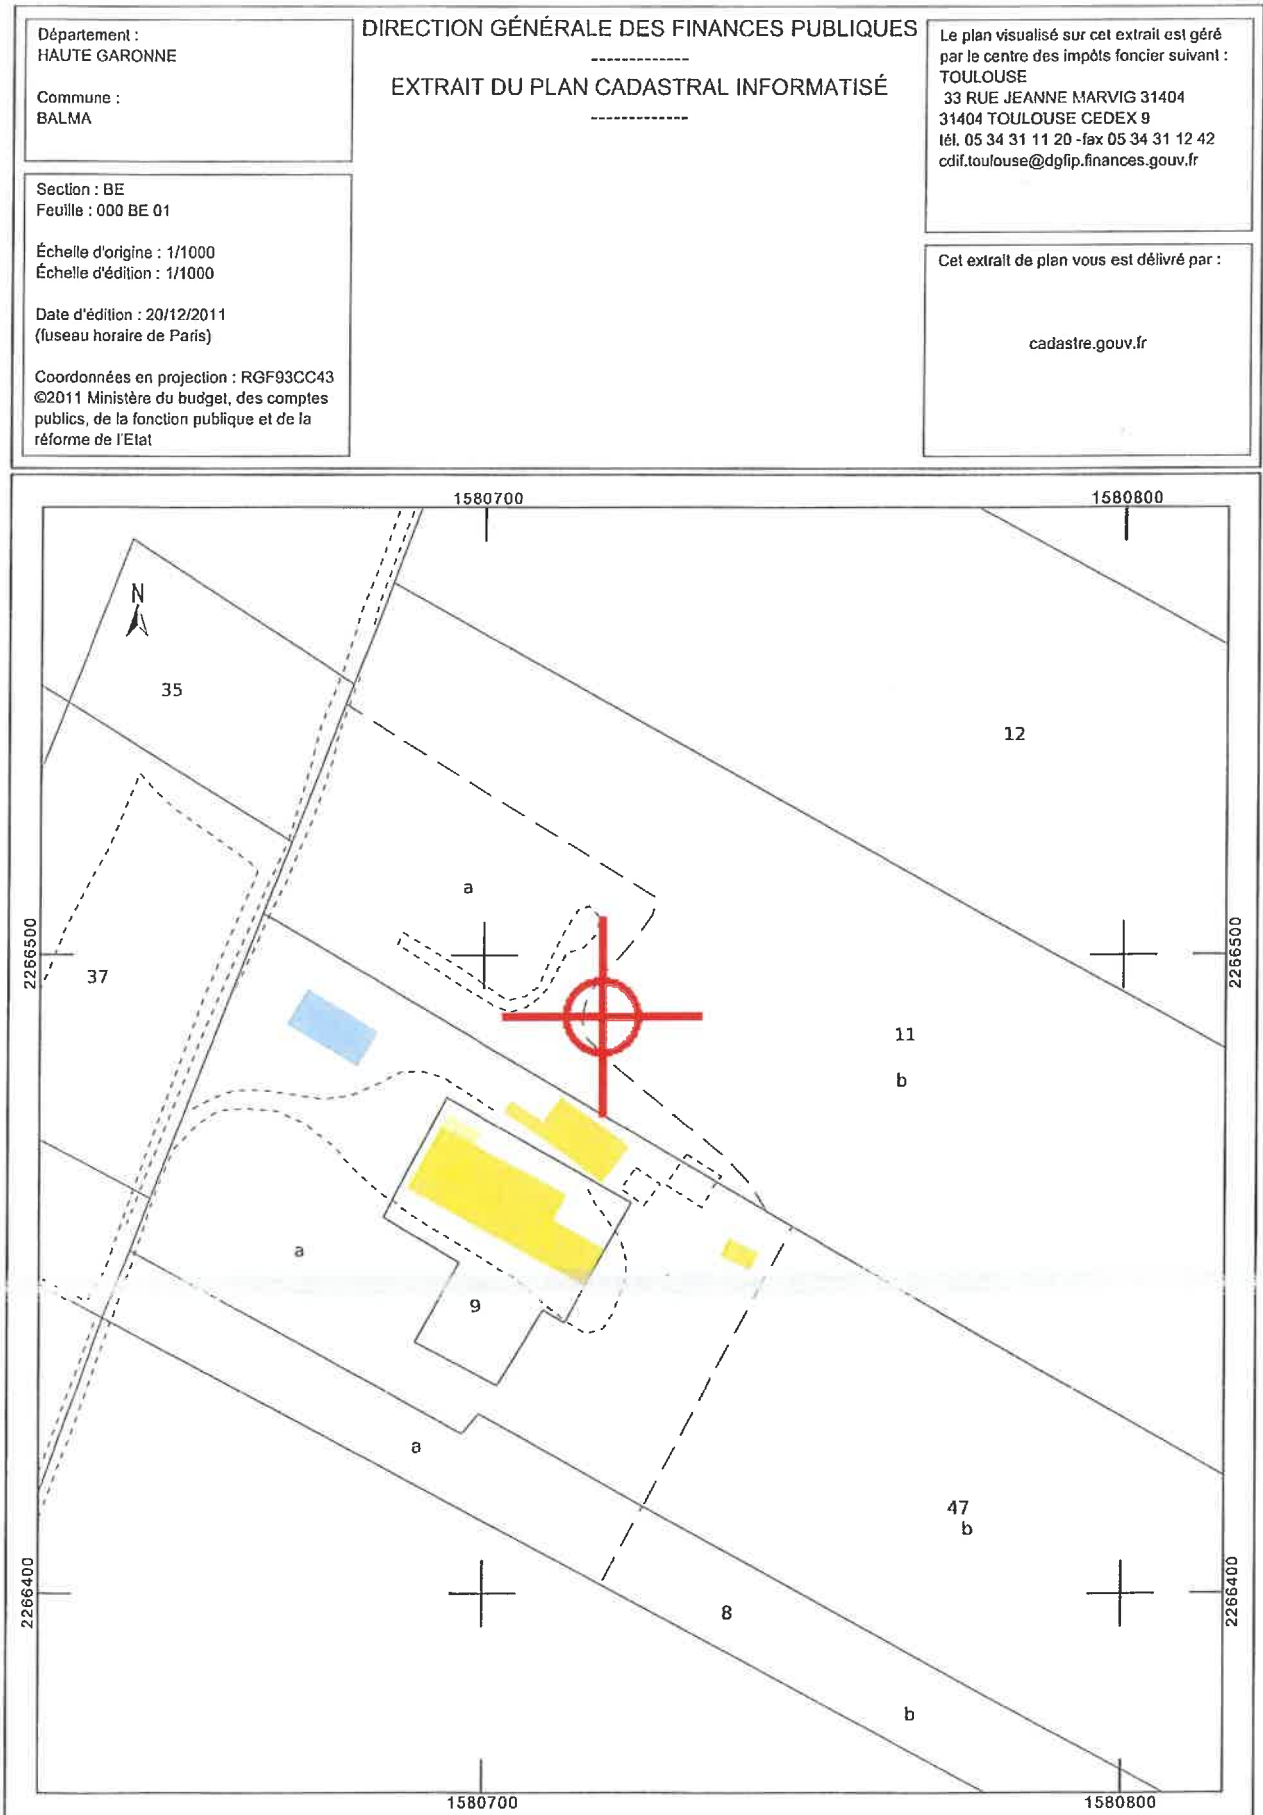 Département :
HAUTE GARONNE
Commune :
BALMA
Section : BE
Feuille : 000 BE 01
Échelle d'origine : 1/1000
Échelle d'édition : 1/1000
Date d'édition : 20/12/2011
(fuseau horaire de Paris)
Coordonnées en projection : RGF93CC43
©2011 Ministère du budget, des comptes
publics, de la fonction publique et de la
réforme de l'Etat
DIRECTION GÉNÉRALE DES FINANCES PUBLIQUES
-------------
EXTRAIT DU PLAN CADASTRAL INFORMATISÉ
-------------
Le plan visualisé sur cet extrait est géré
par le centre des impôts foncier suivant :
TOULOUSE
33 RUE JEANNE MARVIG 31404
31404 TOULOUSE CEDEX 9
tél. 05 34 31 11 20 -fax 05 34 31 12 42
cdif.toulouse@dgfip.finances.gouv.fr
Cet extrait de plan vous est délivré par :
cadastre.gouv.fr
1580700
1580800
N
35
12
a
2266500
2266500
37
11
b
a
9
a
47
b
2266400
2266400
8
b
1580700
1580800